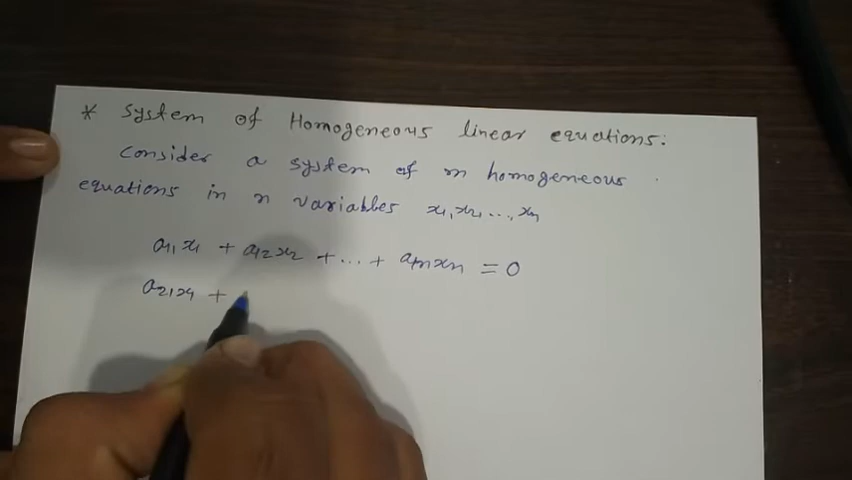 * System of Homogeneous linear equations:
Consider a system of m homogeneous
equations in n variables x₁, x₂, ..., xₙ
a₁₁x₁ + a₁₂x₂ + ... + a₁ₙxₙ = 0
a₂₁x₁ +